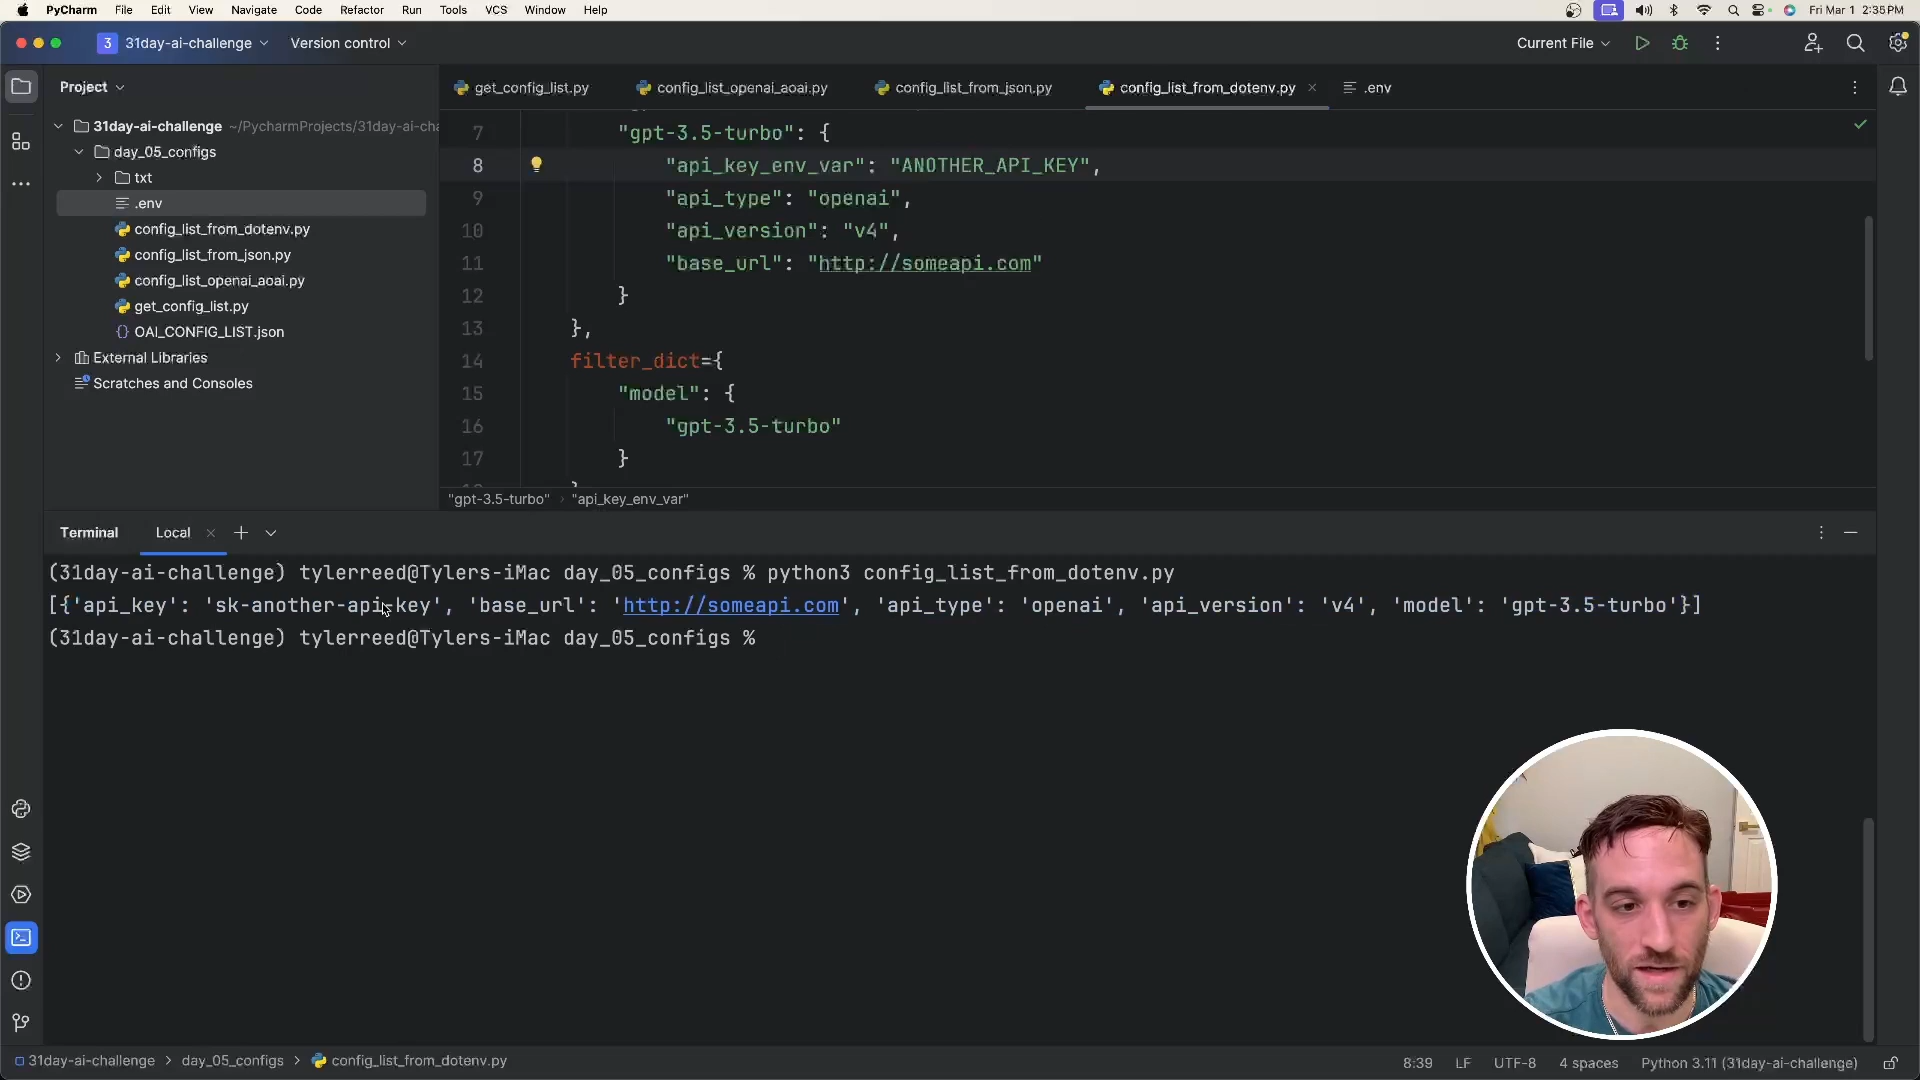 PyCharm File Edit View Navigate Code Refactor Run Tools VCS Window Help Fri Mar 1 2:35 PM
3 31day-ai-challenge Version control Current File
Project
get_config_list.py config_list_openai_aoai.py config_list_from_json.py config_list_from_dotenv.py .env
31day-ai-challenge ~/PycharmProjects/31day-ai-cha
day_05_configs
txt
.env
config_list_from_dotenv.py
config_list_from_json.py
config_list_openai_aoai.py
get_config_list.py
OAI_CONFIG_LIST.json
External Libraries
Scratches and Consoles
7 "gpt-3.5-turbo": {
8 "api_key_env_var": "ANOTHER_API_KEY",
9 "api_type": "openai",
10 "api_version": "v4",
11 "base_url": "http://someapi.com"
12 }
13 },
14 filter_dict={
15 "model": {
16 "gpt-3.5-turbo"
17 }
"gpt-3.5-turbo" › "api_key_env_var"
Terminal Local
(31day-ai-challenge) tylerreed@Tylers-iMac day_05_configs % python3 config_list_from_dotenv.py
[{'api_key': 'sk-another-api-key', 'base_url': 'http://someapi.com', 'api_type': 'openai', 'api_version': 'v4', 'model': 'gpt-3.5-turbo'}]
(31day-ai-challenge) tylerreed@Tylers-iMac day_05_configs %
31day-ai-challenge › day_05_configs › config_list_from_dotenv.py 8:39 LF UTF-8 4 spaces Python 3.11 (31day-ai-challenge)